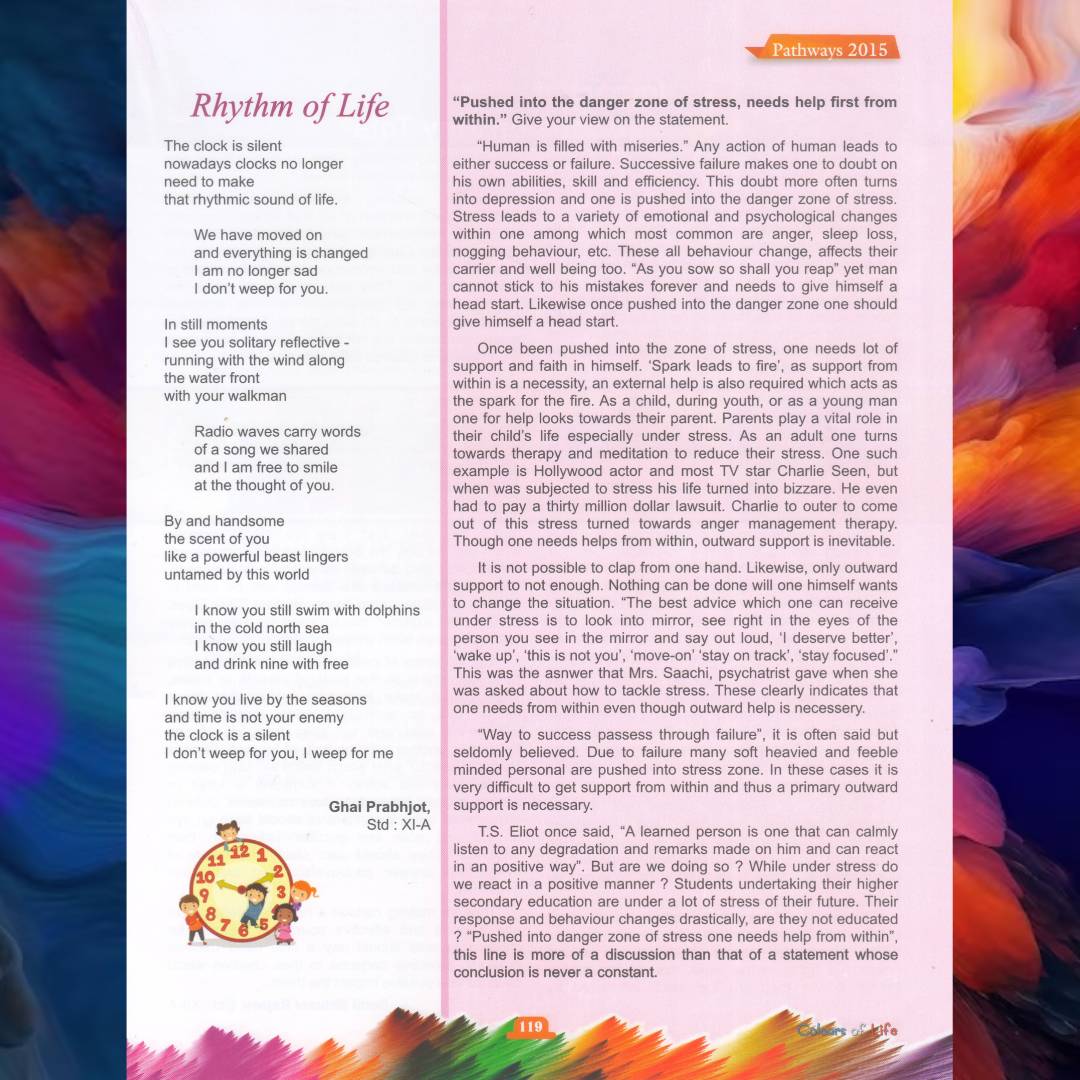 Pathways 2015
Rhythm of Life
The clock is silent
nowadays clocks no longer
need to make
that rhythmic sound of life.
We have moved on
and everything is changed
I am no longer sad
I don't weep for you.
In still moments
I see you solitary reflective -
running with the wind along
the water front
with your walkman
Radio waves carry words
of a song we shared
and I am free to smile
at the thought of you.
By and handsome
the scent of you
like a powerful beast lingers
untamed by this world
I know you still swim with dolphins
in the cold north sea
I know you still laugh
and drink nine with free
I know you live by the seasons
and time is not your enemy
the clock is a silent
I don't weep for you, I weep for me
Ghai Prabhjot,
Std : XI-A
12 1 2 3 5 6 7 8 9 10 11
“Pushed into the danger zone of stress, needs help first from
within.” Give your view on the statement.
“Human is filled with miseries.” Any action of human leads to
either success or failure. Successive failure makes one to doubt on
his own abilities, skill and efficiency. This doubt more often turns
into depression and one is pushed into the danger zone of stress.
Stress leads to a variety of emotional and psychological changes
within one among which most common are anger, sleep loss,
nogging behaviour, etc. These all behaviour change, affects their
carrier and well being too. “As you sow so shall you reap” yet man
cannot stick to his mistakes forever and needs to give himself a
head start. Likewise once pushed into the danger zone one should
give himself a head start.
Once been pushed into the zone of stress, one needs lot of
support and faith in himself. ‘Spark leads to fire’, as support from
within is a necessity, an external help is also required which acts as
the spark for the fire. As a child, during youth, or as a young man
one for help looks towards their parent. Parents play a vital role in
their child's life especially under stress. As an adult one turns
towards therapy and meditation to reduce their stress. One such
example is Hollywood actor and most TV star Charlie Seen, but
when was subjected to stress his life turned into bizzare. He even
had to pay a thirty million dollar lawsuit. Charlie to outer to come
out of this stress turned towards anger management therapy.
Though one needs helps from within, outward support is inevitable.
It is not possible to clap from one hand. Likewise, only outward
support to not enough. Nothing can be done will one himself wants
to change the situation. “The best advice which one can receive
under stress is to look into mirror, see right in the eyes of the
person you see in the mirror and say out loud, ‘I deserve better’,
‘wake up’, ‘this is not you’, ‘move-on’ ‘stay on track’, ‘stay focused’.”
This was the asnwer that Mrs. Saachi, psychatrist gave when she
was asked about how to tackle stress. These clearly indicates that
one needs from within even though outward help is necessery.
“Way to success passess through failure”, it is often said but
seldomly believed. Due to failure many soft heavied and feeble
minded personal are pushed into stress zone. In these cases it is
very difficult to get support from within and thus a primary outward
support is necessary.
T.S. Eliot once said, “A learned person is one that can calmly
listen to any degradation and remarks made on him and can react
in an positive way”. But are we doing so ? While under stress do
we react in a positive manner ? Students undertaking their higher
secondary education are under a lot of stress of their future. Their
response and behaviour changes drastically, are they not educated
? “Pushed into danger zone of stress one needs help from within”,
this line is more of a discussion than that of a statement whose
conclusion is never a constant.
119
Colours of Life